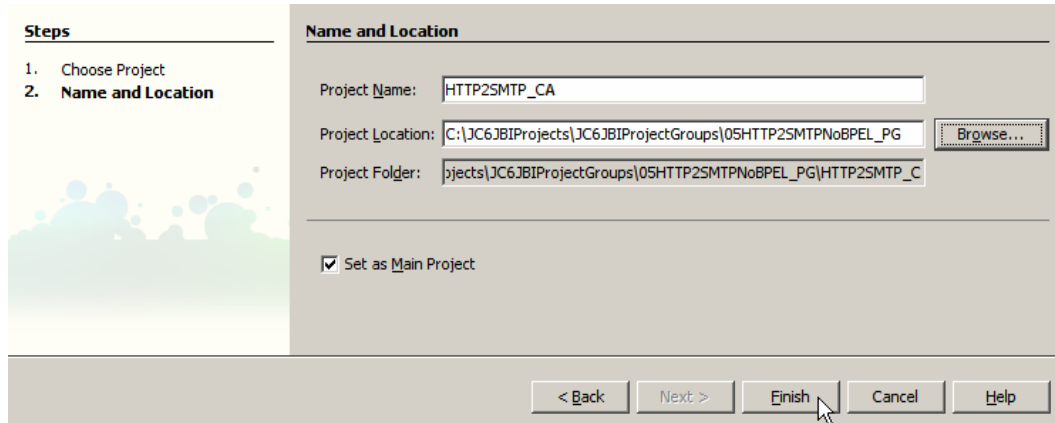 Steps
1. Choose Project
2. Name and Location
Name and Location
Project Name: HTTP2SMTP_CA
Project Location: C:\JC6JBIProjects\JC6JBIProjectGroups\05HTTP2SMTPNoBPEL_PG Browse...
Project Folder: ojects\JC6JBIProjectGroups\05HTTP2SMTPNoBPEL_PG\HTTP2SMTP_C
Set as Main Project
< Back Next > Finish Cancel Help